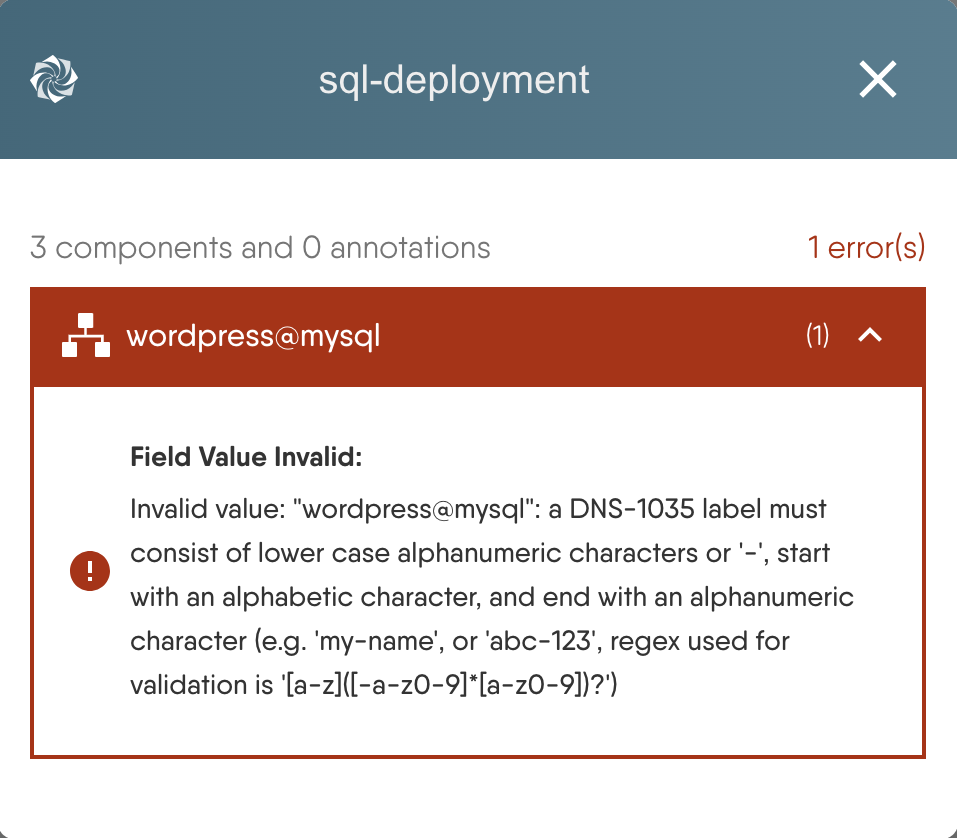 sql-deployment
3 components and 0 annotations
1 error(s)
wordpress@mysql
(1)
Field Value Invalid:
Invalid value: "wordpress@mysql": a DNS-1035 label must
consist of lower case alphanumeric characters or '-', start
with an alphabetic character, and end with an alphanumeric
character (e.g. 'my-name', or 'abc-123', regex used for
validation is '[a-z]([-a-z0-9]*[a-z0-9])?')